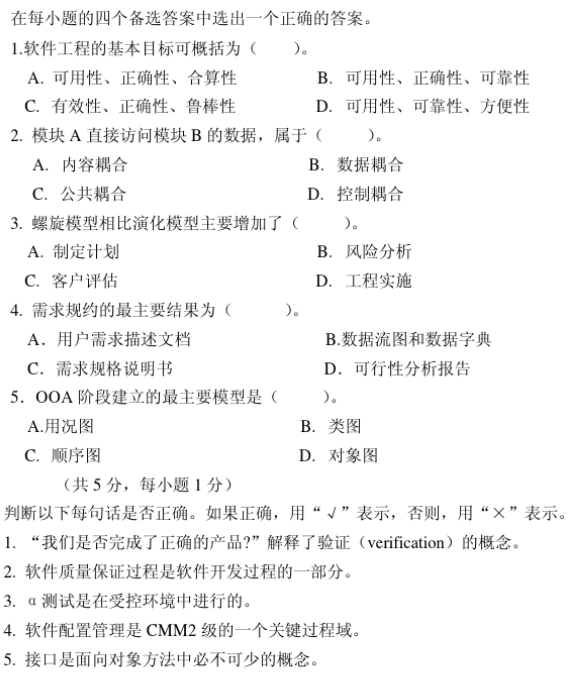 在每小题的四个备选答案中选出一个正确的答案。
1.软件工程的基本目标可概括为（  ）。
A. 可用性、正确性、合算性  B. 可用性、正确性、可靠性
C. 有效性、正确性、鲁棒性  D. 可用性、可靠性、方便性
2. 模块 A 直接访问模块 B 的数据，属于（  ）。
A. 内容耦合  B. 数据耦合
C. 公共耦合  D. 控制耦合
3. 螺旋模型相比演化模型主要增加了（  ）。
A. 制定计划  B. 风险分析
C. 客户评估  D. 工程实施
4. 需求规约的最主要结果为（  ）。
A. 用户需求描述文档  B.数据流图和数据字典
C. 需求规格说明书  D. 可行性分析报告
5. OOA 阶段建立的最主要模型是（  ）。
A.用况图  B. 类图
C. 顺序图  D. 对象图
（共 5 分，每小题 1 分）
判断以下每句话是否正确。如果正确，用“√”表示，否则，用“×”表示。
1. “我们是否完成了正确的产品?”解释了验证（verification）的概念。
2. 软件质量保证过程是软件开发过程的一部分。
3. α测试是在受控环境中进行的。
4. 软件配置管理是 CMM2 级的一个关键过程域。
5. 接口是面向对象方法中必不可少的概念。